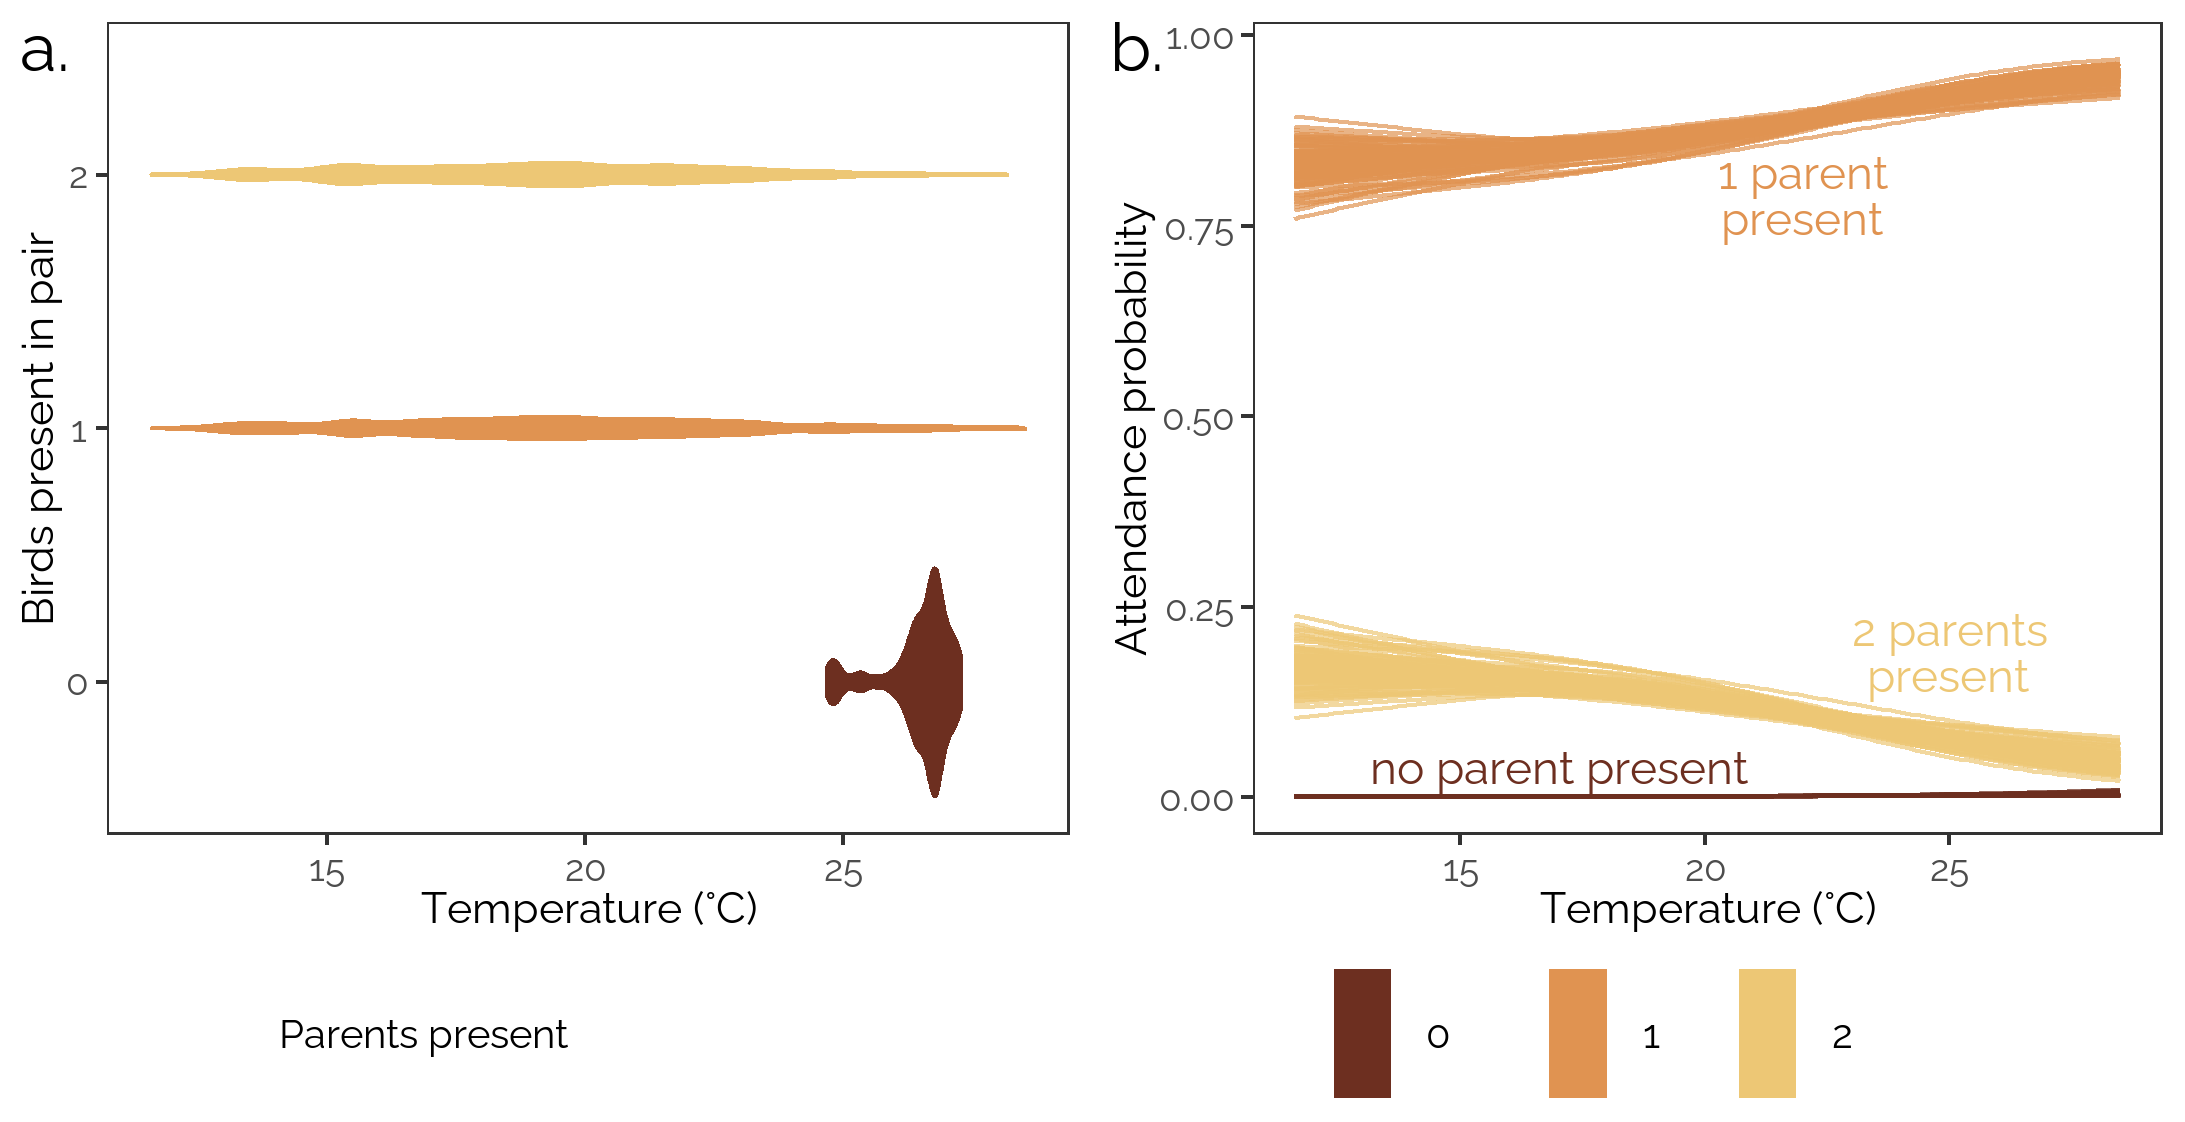 a.
Birds present in pair
2
1
0
15 20 25
Temperature (°C)
b.
Attendance probability
1.00
0.75
0.50
0.25
0.00
1 parent
present
2 parents
present
no parent present
15 20 25
Temperature (°C)
Parents present
0 1 2